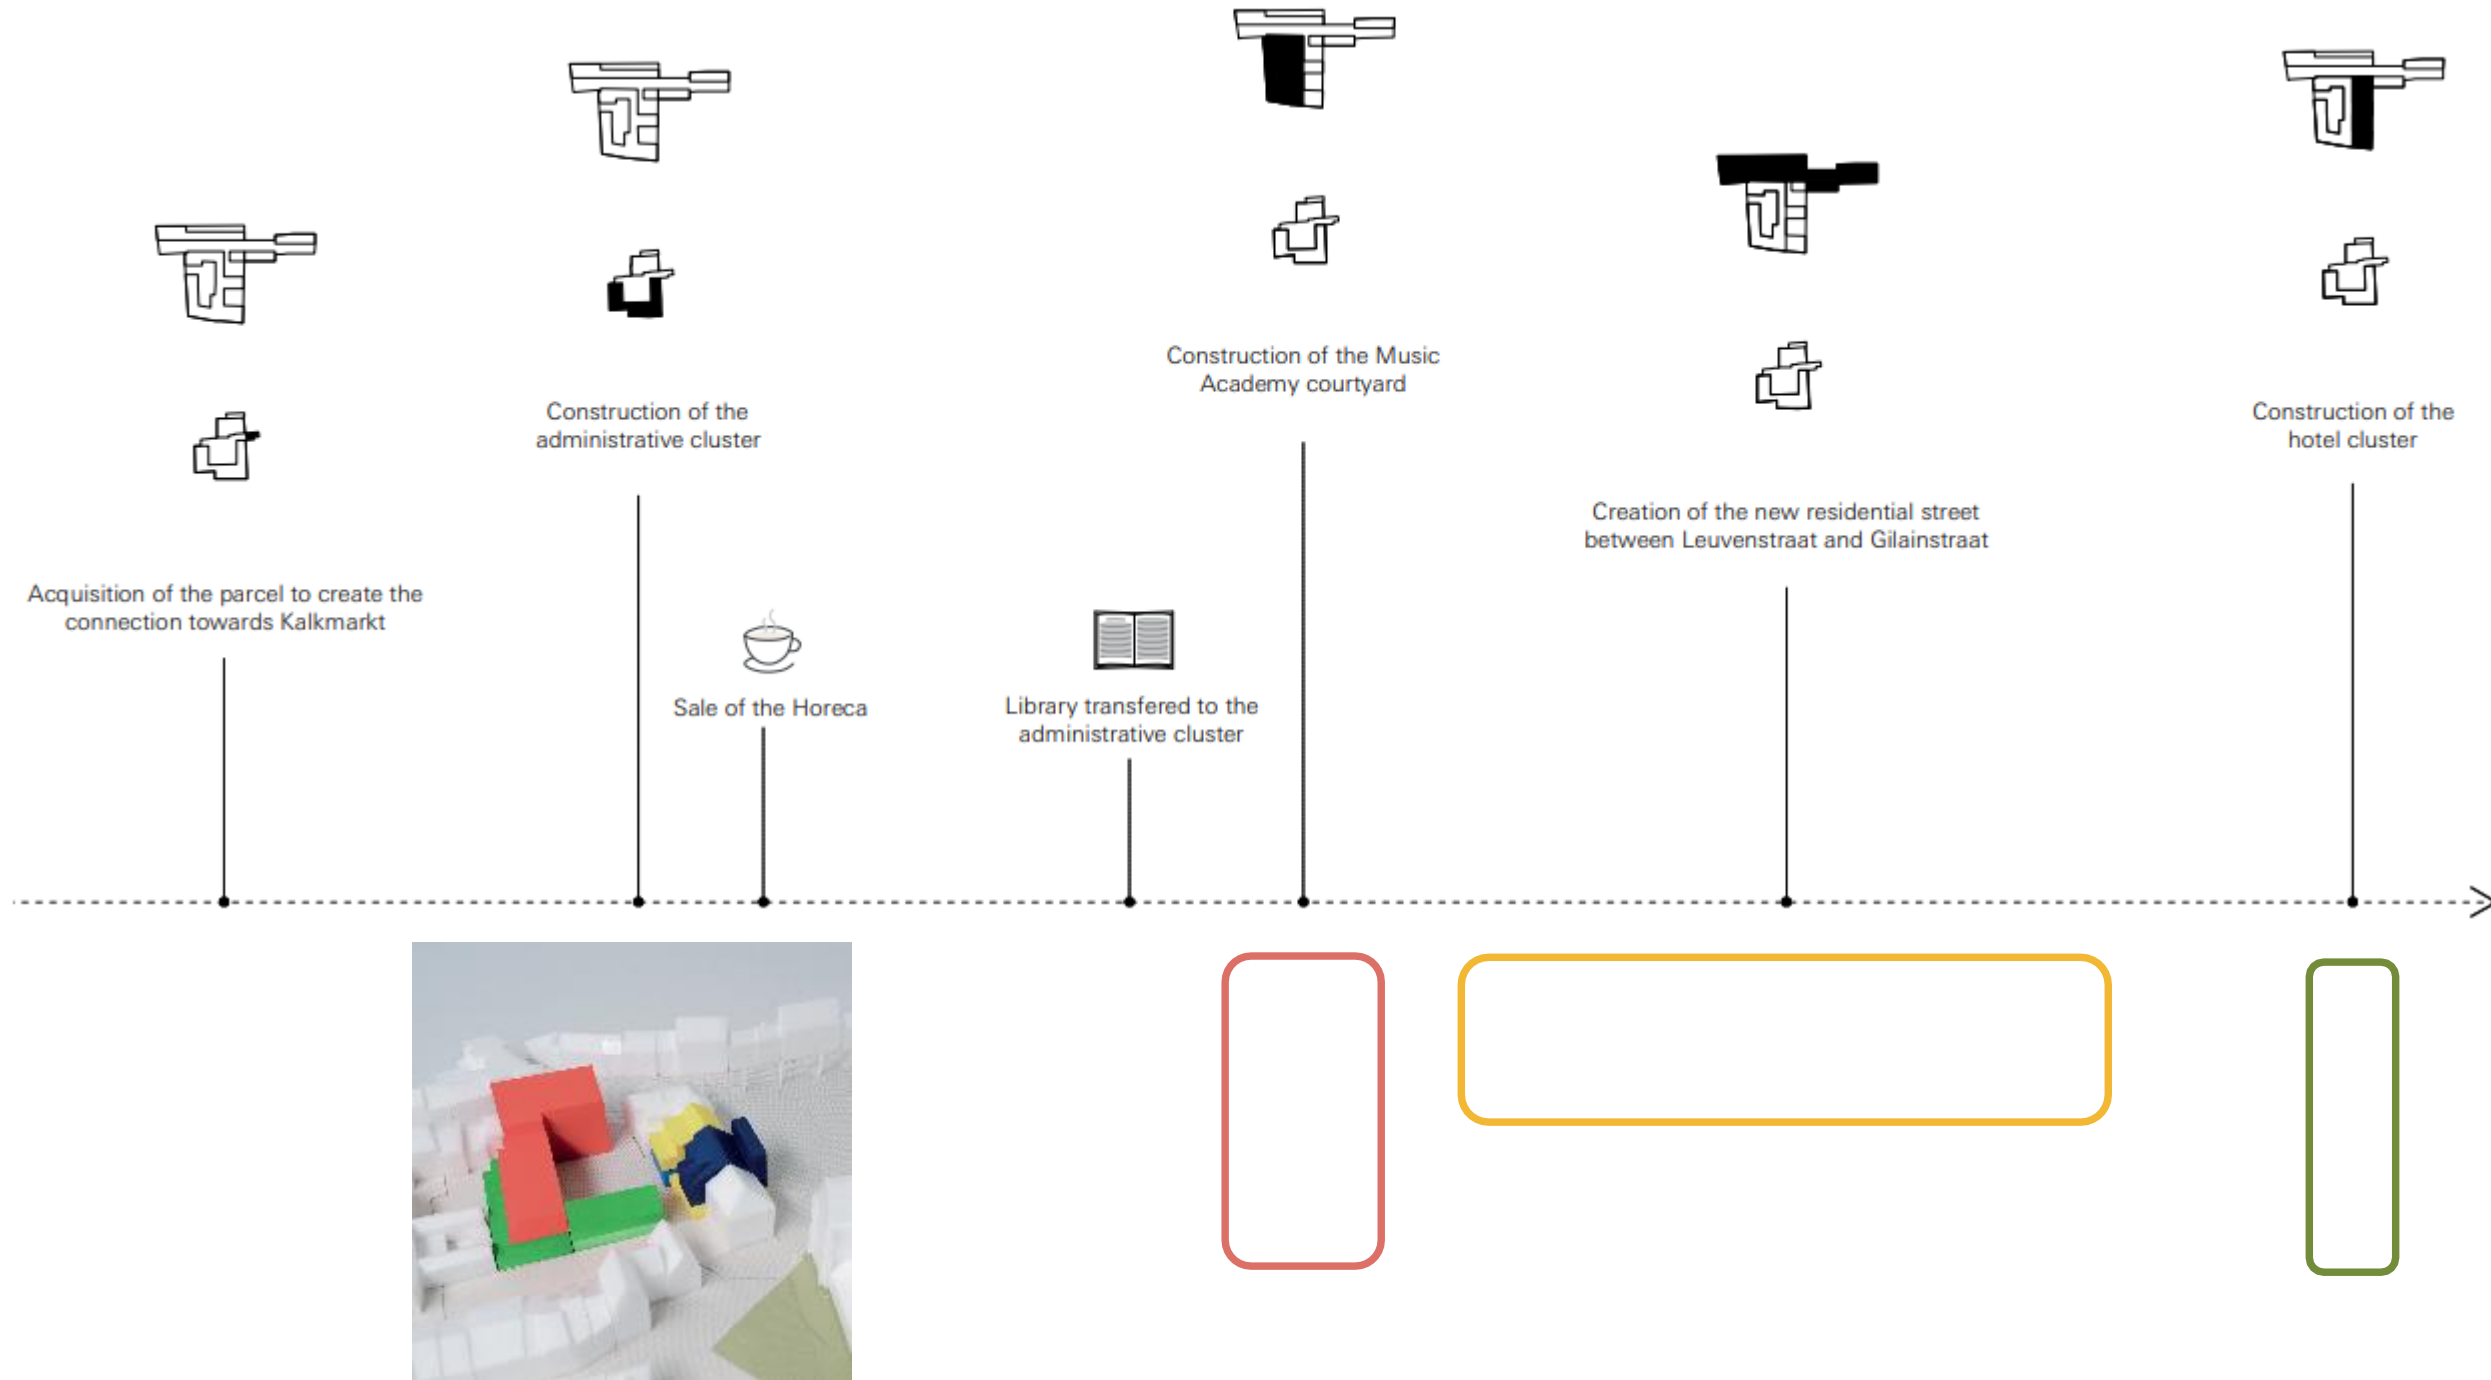 Acquisition of the parcel to create the
connection towards Kalkmarkt
Construction of the
administrative cluster
Sale of the Horeca
Library transfered to the
administrative cluster
Construction of the Music
Academy courtyard
Creation of the new residential street
between Leuvenstraat and Gilainstraat
Construction of the
hotel cluster